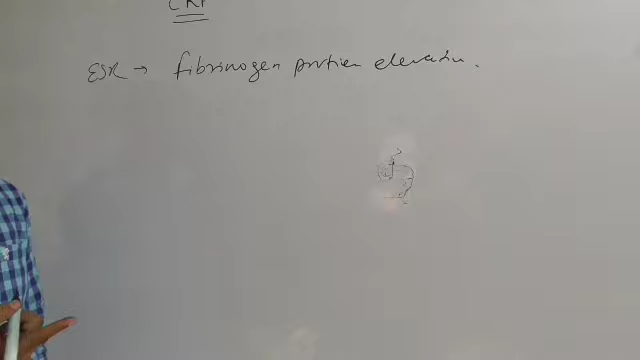 CRP
ESR → fibrinogen protien elevation.